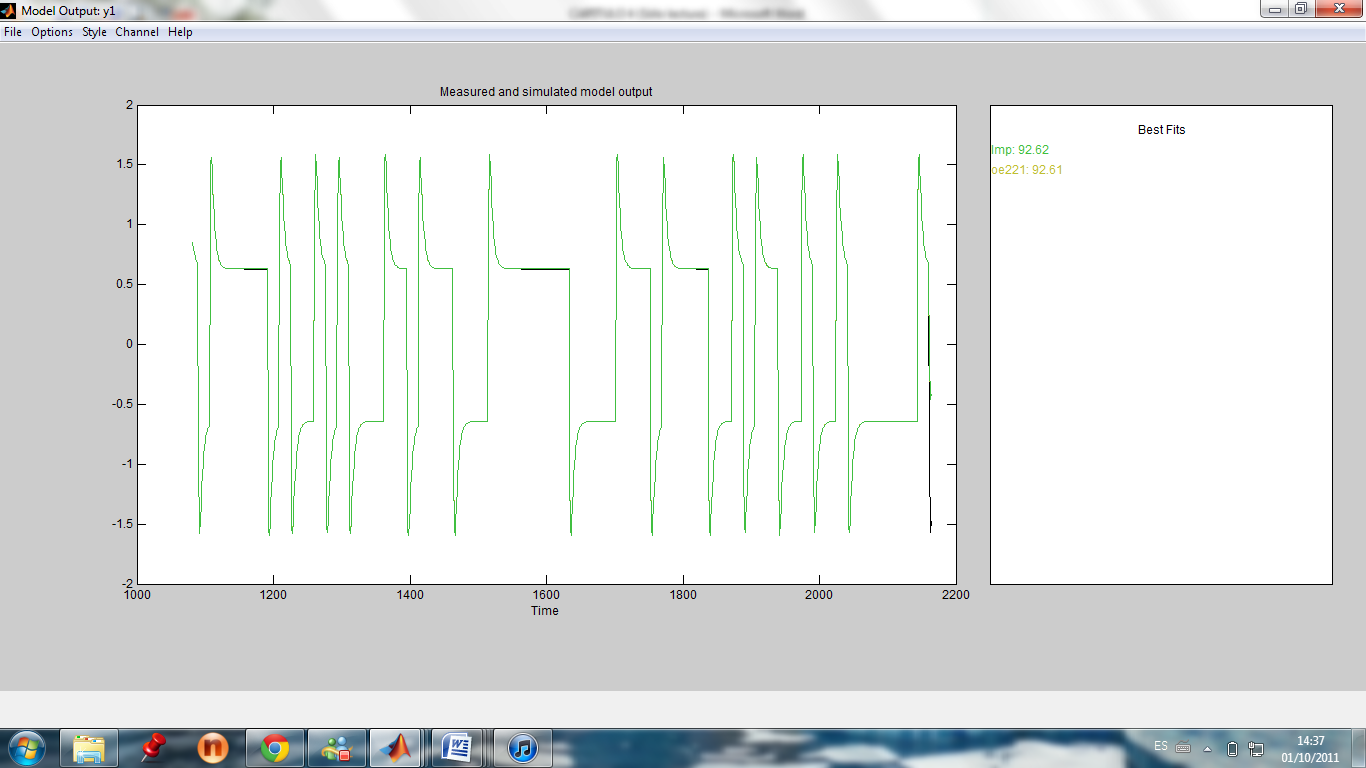 Model Output: y1
File Options Style Channel Help
Measured and simulated model output
2
1.5
1
0.5
0
-0.5
-1
-1.5
-2
1000 1200 1400 1600 1800 2000 2200
Time
Best Fits
Imp: 92.62
oe221: 92.61
ES
14:37
01/10/2011